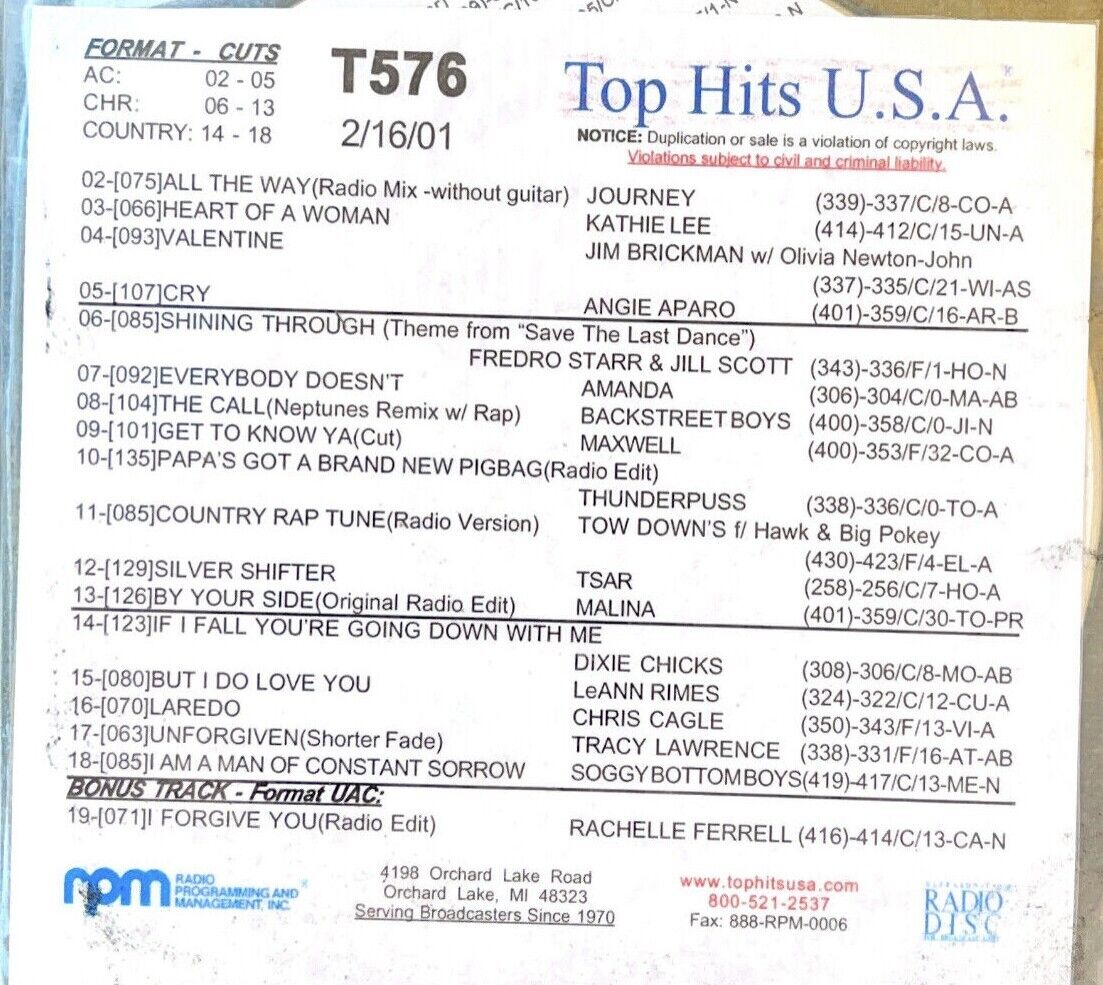 FORMAT - CUTS
AC: 02 - 05
CHR: 06 - 13
COUNTRY: 14 - 18
T576
2/16/01
Top Hits U.S.A.®
NOTICE: Duplication or sale is a violation of copyright laws.
Violations subject to civil and criminal liability.
02-[075]ALL THE WAY(Radio Mix -without guitar) JOURNEY (339)-337/C/8-CO-A
03-[066]HEART OF A WOMAN KATHIE LEE (414)-412/C/15-UN-A
04-[093]VALENTINE JIM BRICKMAN w/ Olivia Newton-John
(337)-335/C/21-WI-AS
05-[107]CRY ANGIE APARO (401)-359/C/16-AR-B
06-[085]SHINING THROUGH (Theme from "Save The Last Dance")
FREDRO STARR & JILL SCOTT (343)-336/F/1-HO-N
07-[092]EVERYBODY DOESN'T AMANDA (306)-304/C/0-MA-AB
08-[104]THE CALL(Neptunes Remix w/ Rap) BACKSTREET BOYS (400)-358/C/0-JI-N
09-[101]GET TO KNOW YA(Cut) MAXWELL (400)-353/F/32-CO-A
10-[135]PAPA'S GOT A BRAND NEW PIGBAG(Radio Edit)
THUNDERPUSS (338)-336/C/0-TO-A
11-[085]COUNTRY RAP TUNE(Radio Version) TOW DOWN'S f/ Hawk & Big Pokey
(430)-423/F/4-EL-A
12-[129]SILVER SHIFTER TSAR (258)-256/C/7-HO-A
13-[126]BY YOUR SIDE(Original Radio Edit) MALINA (401)-359/C/30-TO-PR
14-[123]IF I FALL YOU'RE GOING DOWN WITH ME
DIXIE CHICKS (308)-306/C/8-MO-AB
15-[080]BUT I DO LOVE YOU LeANN RIMES (324)-322/C/12-CU-A
16-[070]LAREDO CHRIS CAGLE (350)-343/F/13-VI-A
17-[063]UNFORGIVEN(Shorter Fade) TRACY LAWRENCE (338)-331/F/16-AT-AB
18-[085]I AM A MAN OF CONSTANT SORROW SOGGY BOTTOM BOYS(419)-417/C/13-ME-N
BONUS TRACK - Format UAC:
19-[071]I FORGIVE YOU(Radio Edit) RACHELLE FERRELL (416)-414/C/13-CA-N
rpm RADIO
PROGRAMMING AND
MANAGEMENT, INC.
4198 Orchard Lake Road
Orchard Lake, MI 48323
Serving Broadcasters Since 1970
www.tophitsusa.com
800-521-2537
Fax: 888-RPM-0006
RADIO
DISC